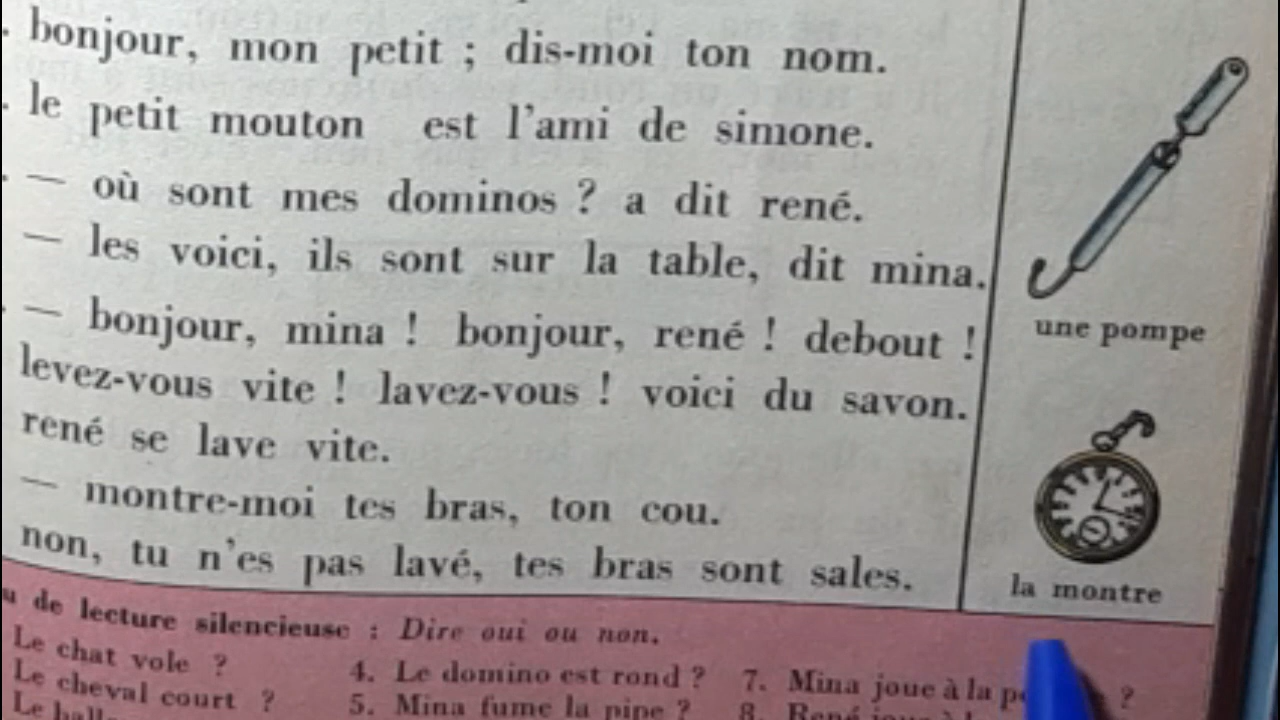 bonjour, mon petit ; dis-moi ton nom.
le petit mouton est l'ami de simone.
— où sont mes dominos ? a dit rené.
— les voici, ils sont sur la table, dit mina.
— bonjour, mina ! bonjour, rené ! debout !
levez-vous vite ! lavez-vous ! voici du savon.
rené se lave vite.
— montre-moi tes bras, ton cou.
non, tu n'es pas lavé, tes bras sont sales.
une pompe
la montre
de lecture silencieuse : Dire oui ou non.
Le chat vole ?
Le cheval court ?
Le
4. Le domino est rond ?
5. Mina fume la pipe ?
7. Mina joue à la ?
8. René joue